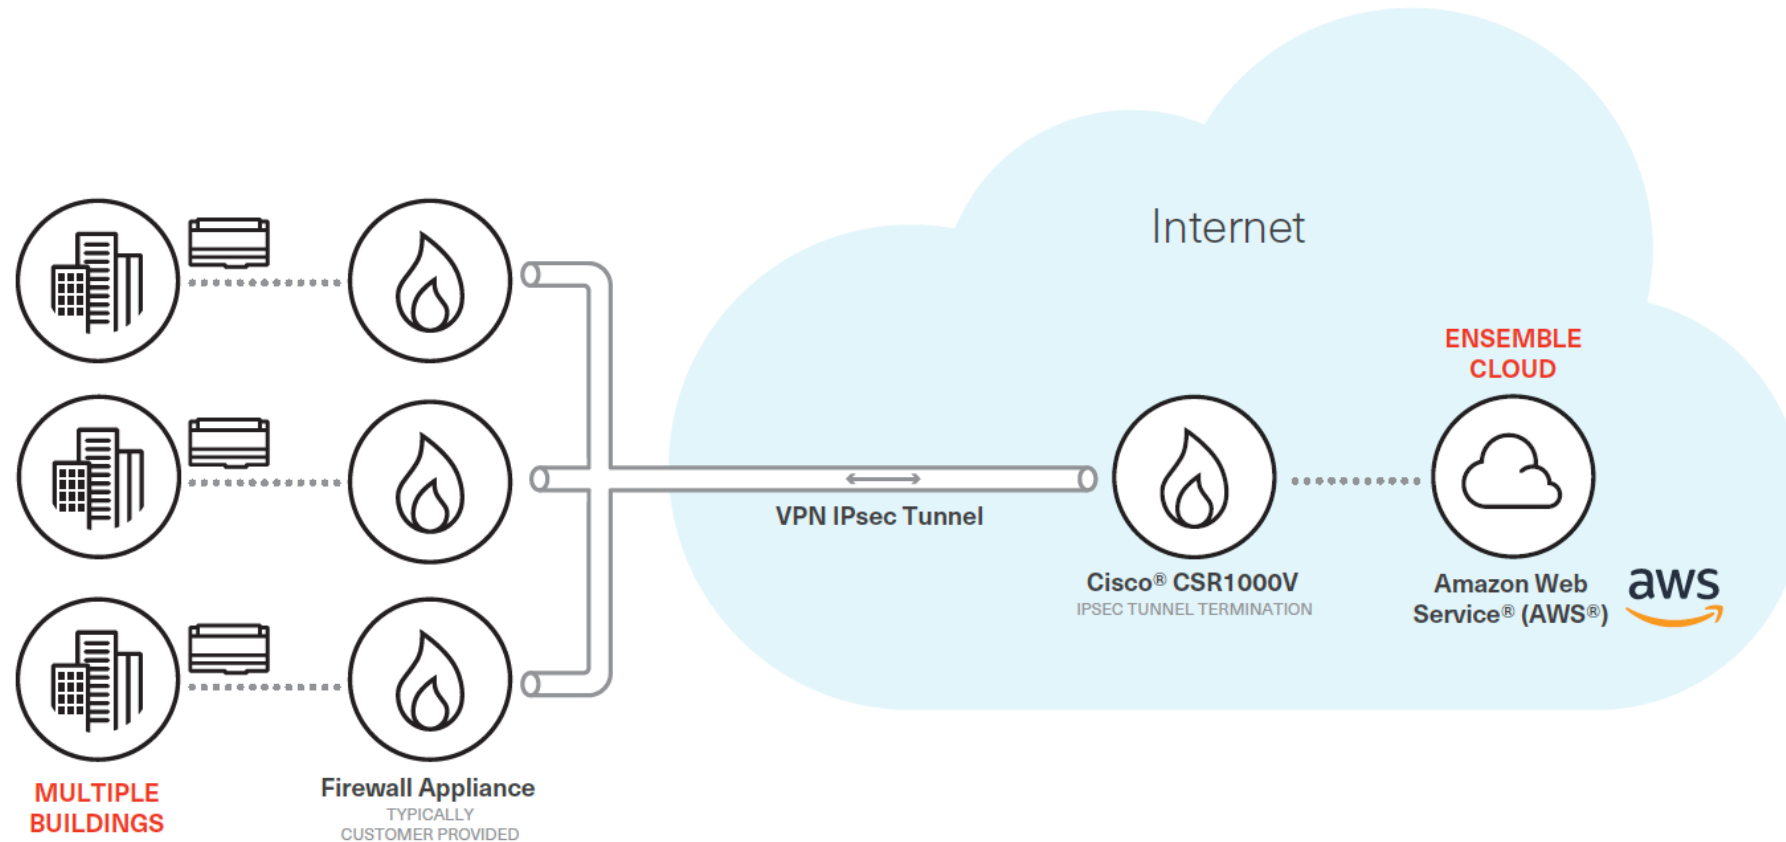 Internet
ENSEMBLE
CLOUD
VPN IPsec Tunnel
Cisco® CSR1000V
IPSEC TUNNEL TERMINATION
Amazon Web
Service® (AWS®)
aws
MULTIPLE
BUILDINGS
Firewall Appliance
TYPICALLY
CUSTOMER PROVIDED